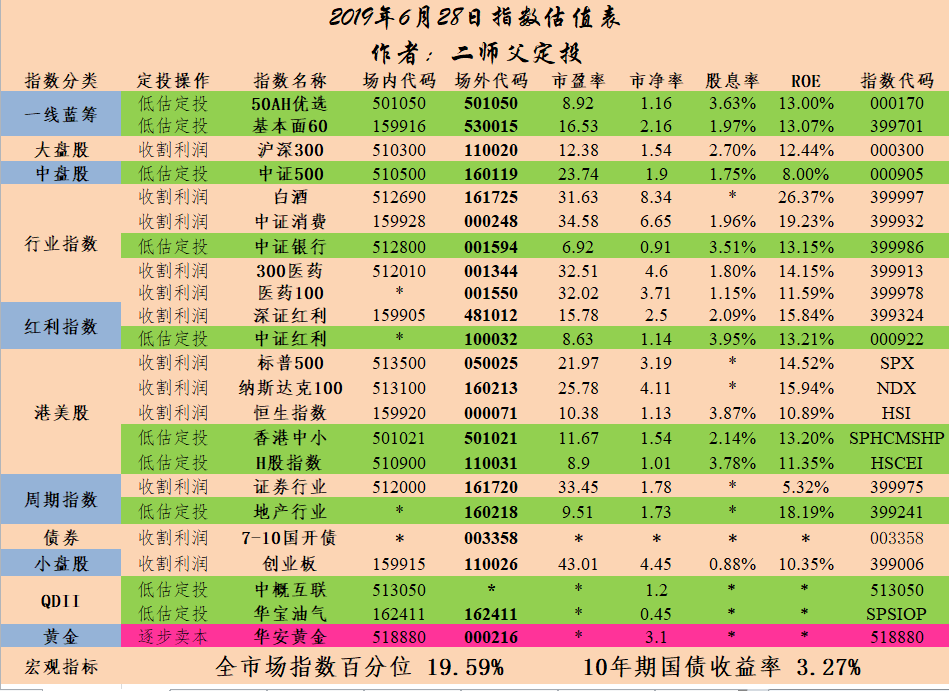 2019年6月28日指数估值表
作者：二师父定投
指数分类 定投操作 指数名称 场内代码 场外代码 市盈率 市净率 股息率 ROE 指数代码
一线蓝筹 低估定投 50AH优选 501050 501050 8.92 1.16 3.63% 13.00% 000170
低估定投 基本面60 159916 530015 16.53 2.16 1.97% 13.07% 399701
大盘股 收割利润 沪深300 510300 110020 12.38 1.54 2.70% 12.44% 000300
中盘股 低估定投 中证500 510500 160119 23.74 1.9 1.75% 8.00% 000905
行业指数 收割利润 白酒 512690 161725 31.63 8.34 * 26.37% 399997
收割利润 中证消费 159928 000248 34.58 6.65 1.96% 19.23% 399932
低估定投 中证银行 512800 001594 6.92 0.91 3.51% 13.15% 399986
收割利润 300医药 512010 001344 32.51 4.6 1.80% 14.15% 399913
收割利润 医药100 * 001550 32.02 3.71 1.15% 11.59% 399978
红利指数 收割利润 深证红利 159905 481012 15.78 2.5 2.09% 15.84% 399324
低估定投 中证红利 * 100032 8.63 1.14 3.95% 13.21% 000922
港美股 收割利润 标普500 513500 050025 21.97 3.19 * 14.52% SPX
收割利润 纳斯达克100 513100 160213 25.78 4.11 * 15.94% NDX
收割利润 恒生指数 159920 000071 10.38 1.13 3.87% 10.89% HSI
低估定投 香港中小 501021 501021 11.67 1.54 2.14% 13.20% SPHCMSHP
低估定投 H股指数 510900 110031 8.9 1.01 3.78% 11.35% HSCEI
周期指数 收割利润 证券行业 512000 161720 33.45 1.78 * 5.32% 399975
低估定投 地产行业 * 160218 9.51 1.73 * 18.19% 399241
债券 收割利润 7-10国开债 * 003358 * * * * 003358
小盘股 收割利润 创业板 159915 110026 43.01 4.45 0.88% 10.35% 399006
QDII 低估定投 中概互联 513050 * * 1.2 * * 513050
低估定投 华宝油气 162411 162411 * 0.45 * * SPSIOP
黄金 逐步卖本 华安黄金 518880 000216 * 3.1 * * 518880
宏观指标 全市场指数百分位 19.59% 10年期国债收益率 3.27%